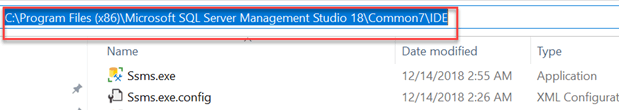 C:\Program Files (x86)\Microsoft SQL Server Management Studio 18\Common7\IDE
Name Date modified Type
Ssms.exe 12/14/2018 2:55 AM Application
Ssms.exe.config 12/14/2018 2:26 AM XML Configurat